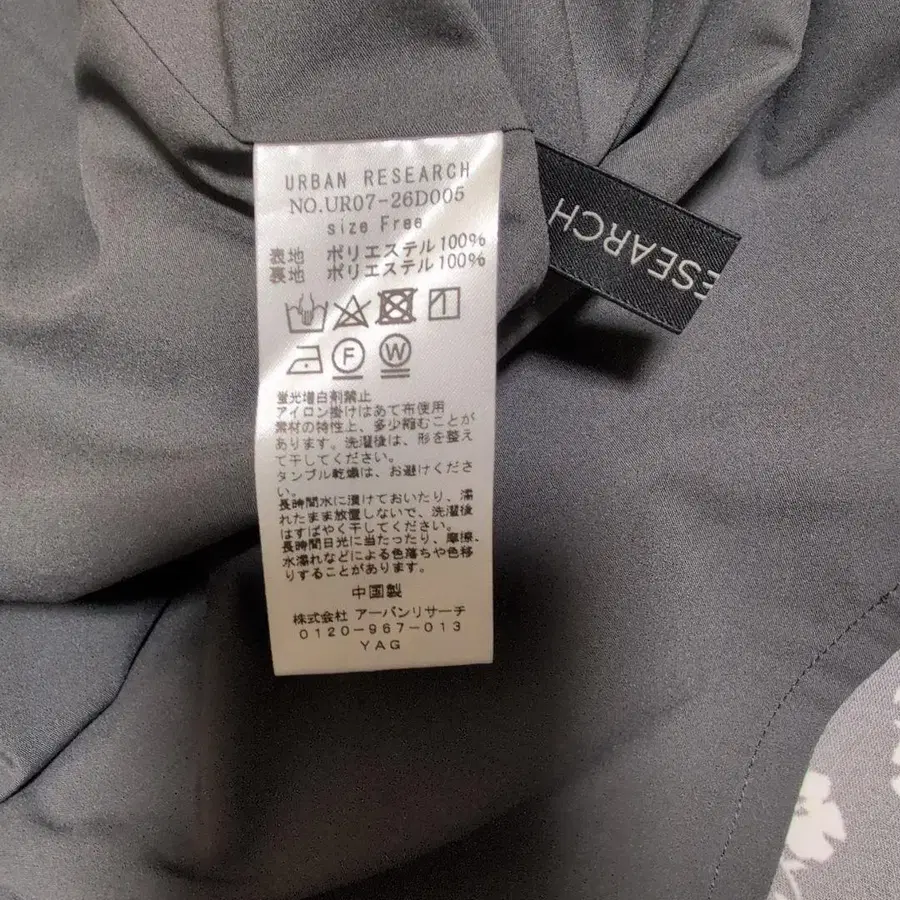 URBAN RESEARCH
NO.UR07-26D005
size Free
表地 ポリエステル100%
裏地 ポリエステル100%
F W
蛍光増白剤禁止
アイロン掛けはあて布使用
素材の特性上、多少縮むことが
あります。洗濯後は、形を整え
て干してください。
タンブル乾燥は、お避けくださ
い。
長時間水に漬けておいたり、濡
れたまま放置しないで、洗濯後
はすばやく干してください。
長時間日光に当たったり、摩擦、
水濡れなどによる色落ちや色移
りすることがあります。
中国製
株式会社 アーバンリサーチ
0120-967-013
YAG
ESEARCH